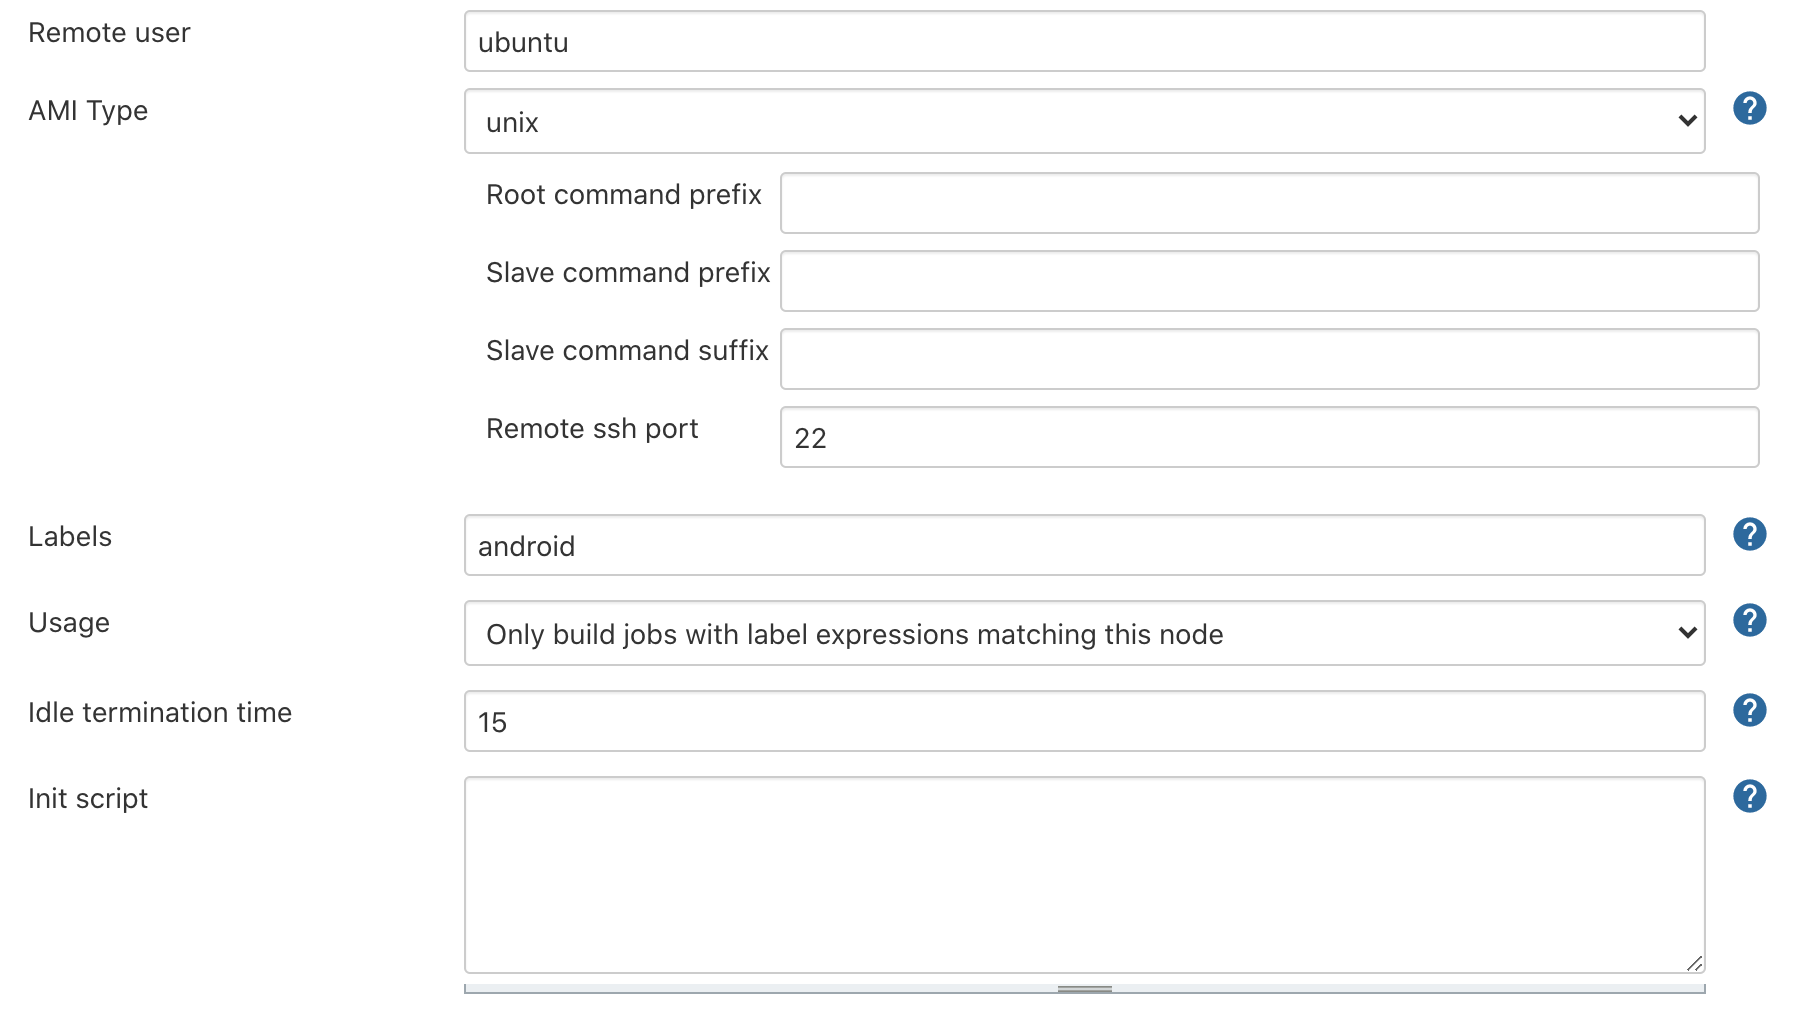 Remote user
ubuntu
AMI Type
unix
?
Root command prefix
Slave command prefix
Slave command suffix
Remote ssh port
22
Labels
android
?
Usage
Only build jobs with label expressions matching this node
?
Idle termination time
15
?
Init script
?